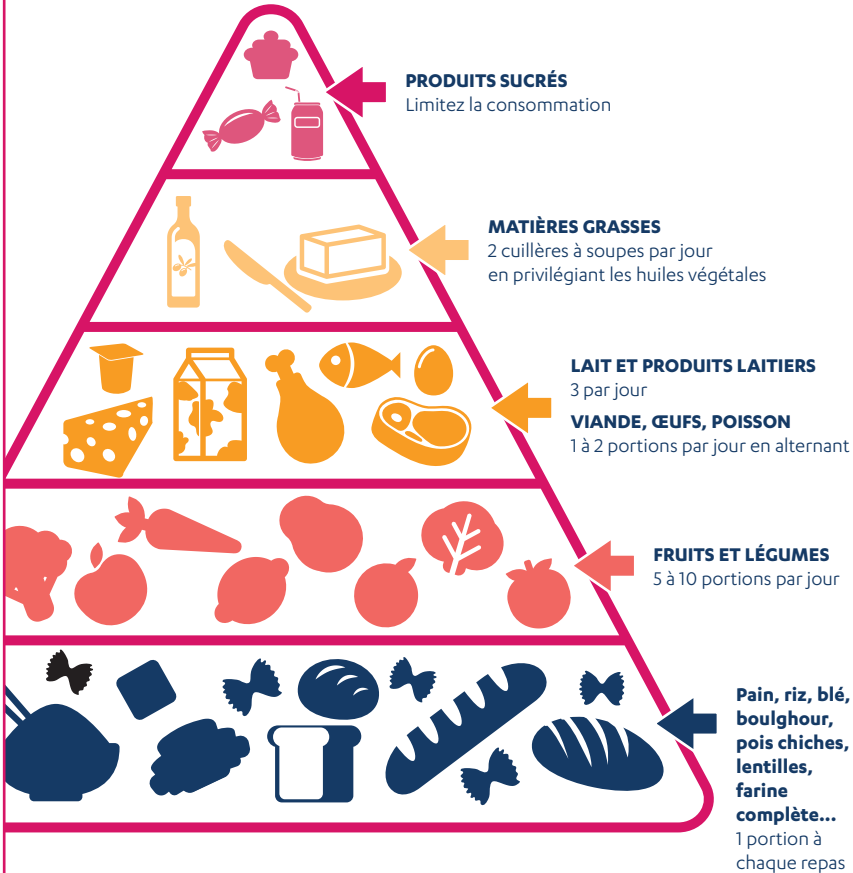 PRODUITS SUCRÉS
Limitez la consommation
MATIÈRES GRASSES
2 cuillères à soupes par jour
en privilégiant les huiles végétales
LAIT ET PRODUITS LAITIERS
3 par jour
VIANDE, ŒUFS, POISSON
1 à 2 portions par jour en alternant
FRUITS ET LÉGUMES
5 à 10 portions par jour
Pain, riz, blé,
boulghour,
pois chiches,
lentilles,
farine
complète...
1 portion à
chaque repas